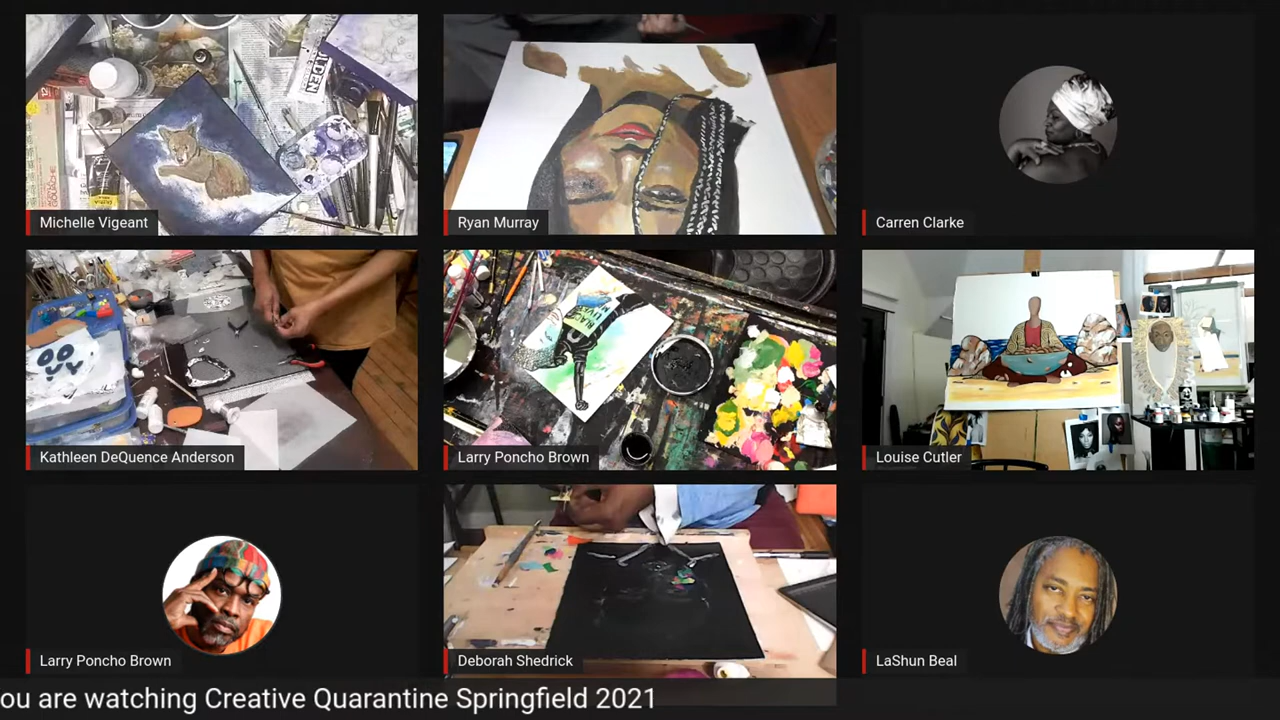 GOLDEN
Michelle Vigeant
Ryan Murray
Carren Clarke
Kathleen DeQuence Anderson
Larry Poncho Brown
Louise Cutler
Larry Poncho Brown
Deborah Shedrick
LaShun Beal
ou are watching Creative Quarantine Springfield 2021